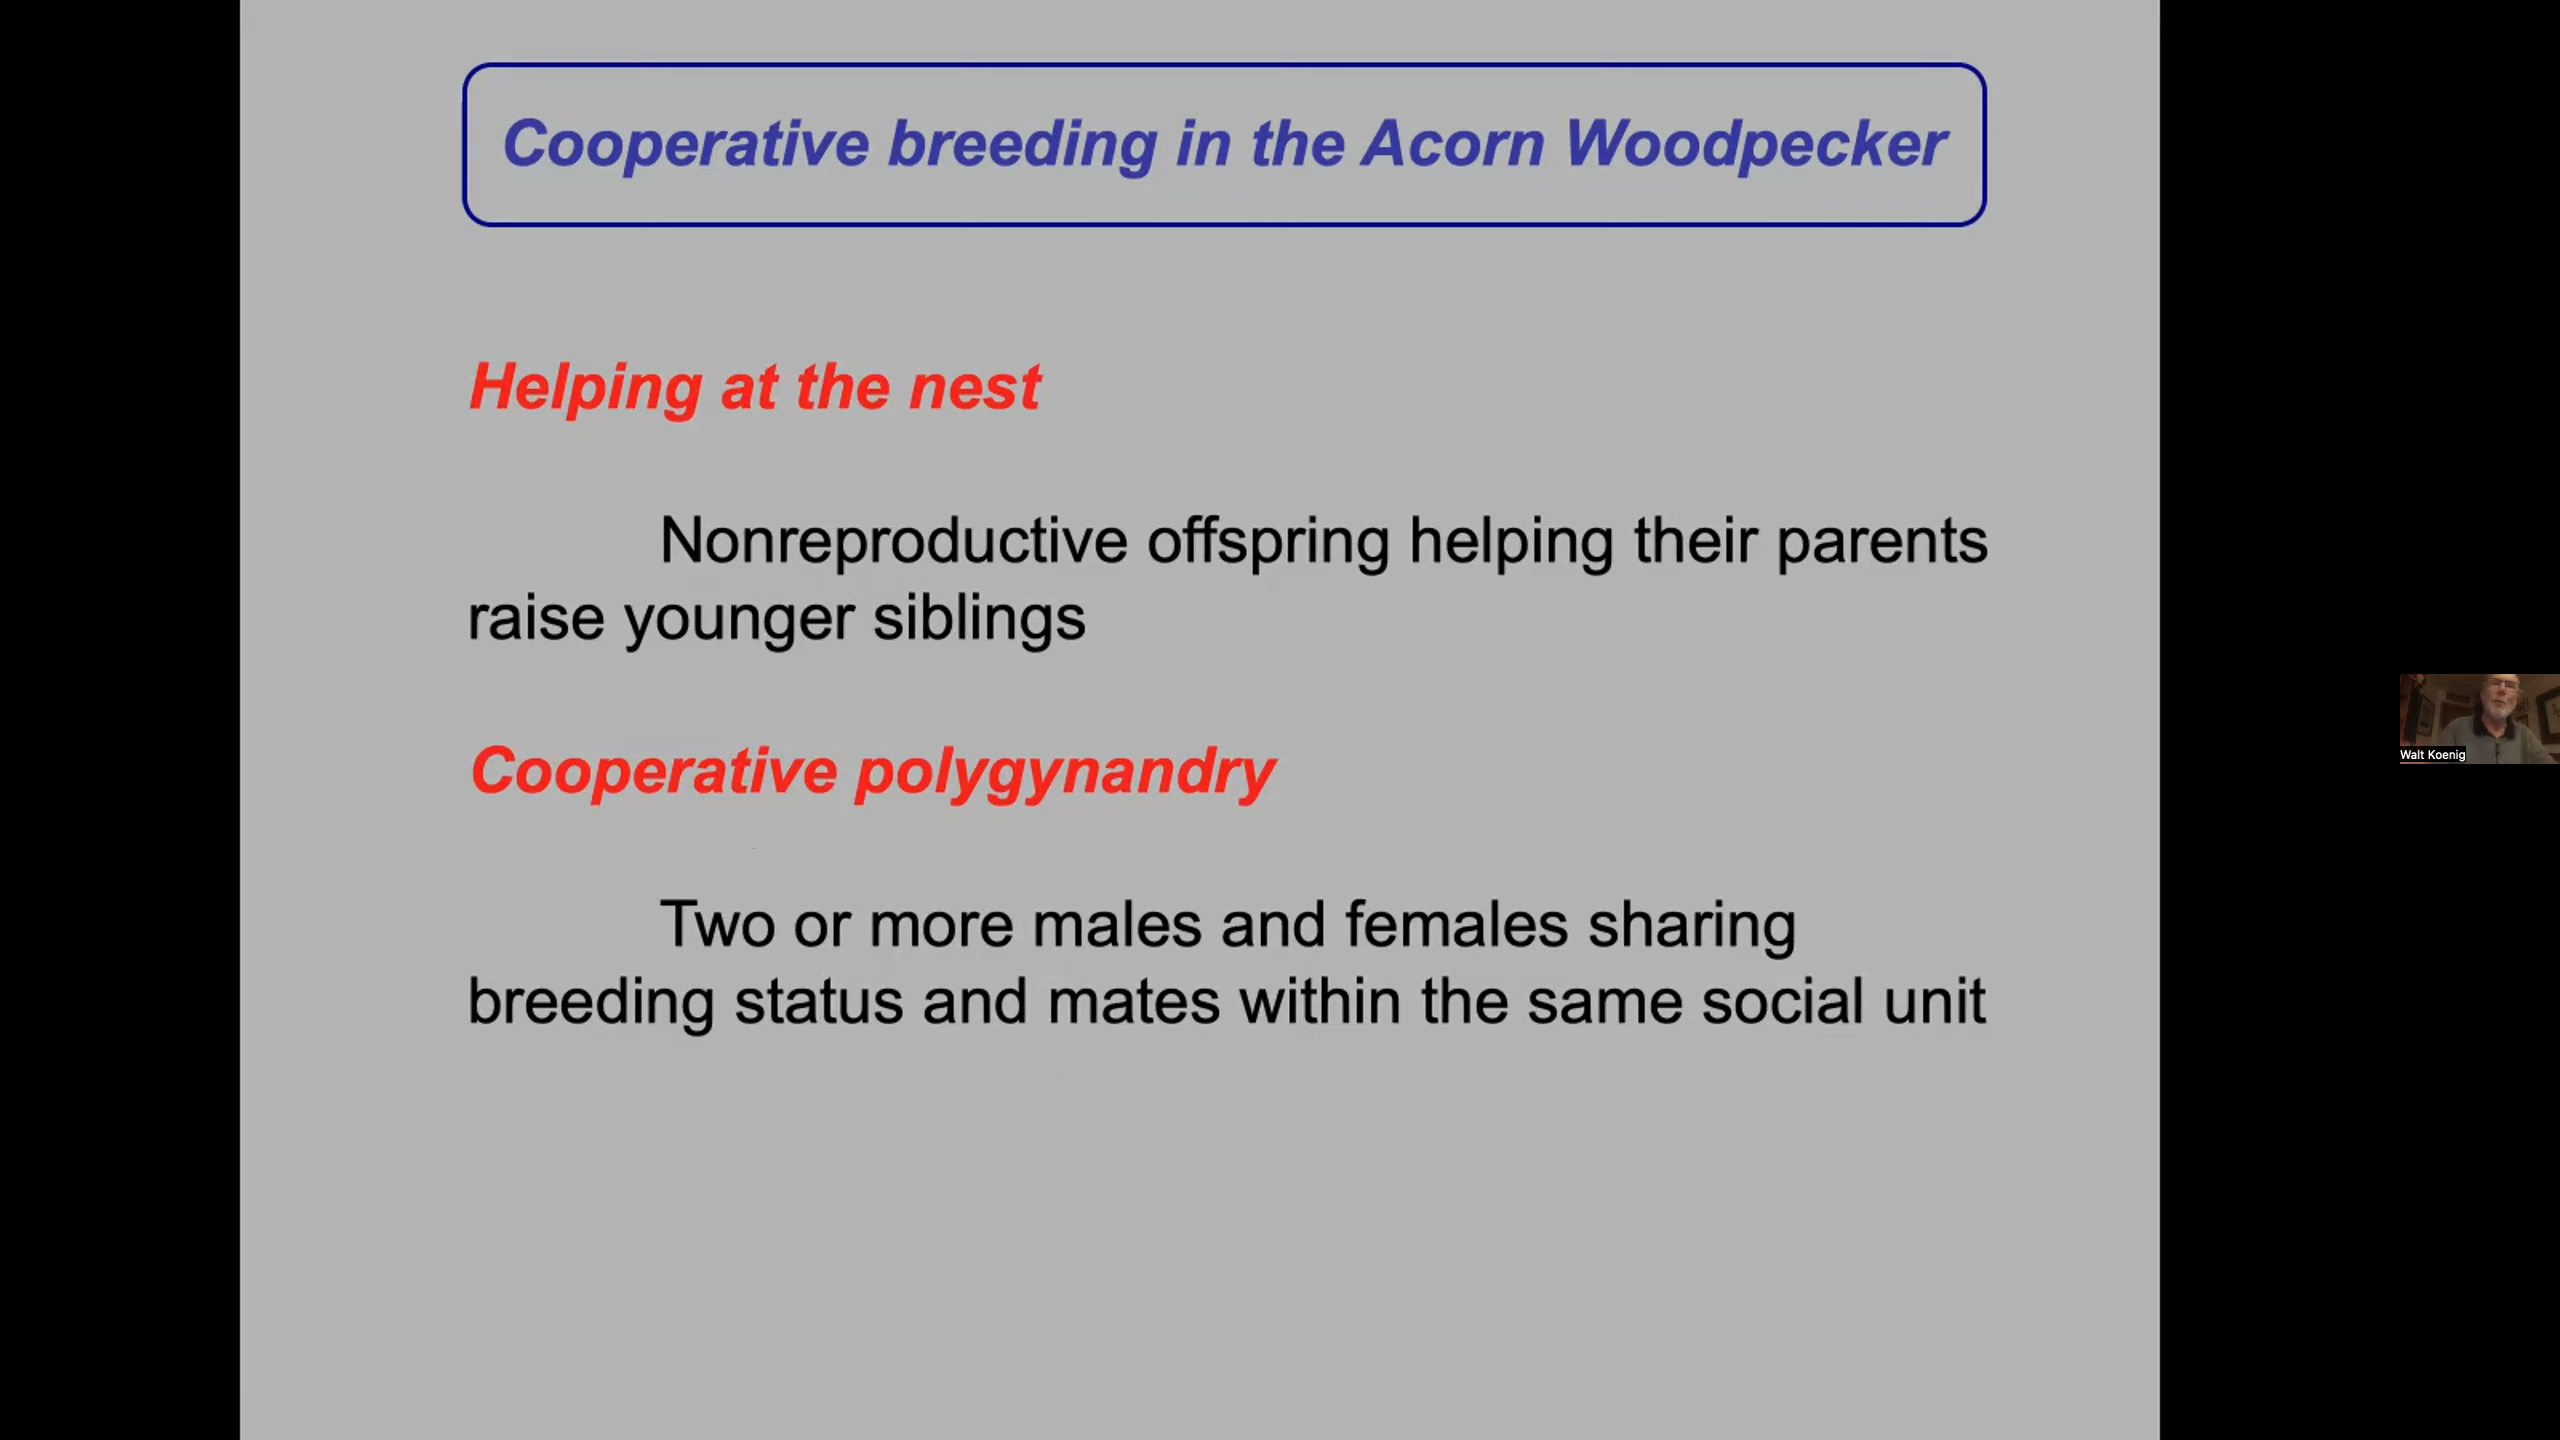 Cooperative breeding in the Acorn Woodpecker
Helping at the nest
Nonreproductive offspring helping their parents
raise younger siblings
Cooperative polygynandry
Two or more males and females sharing
breeding status and mates within the same social unit
Walt Koenig